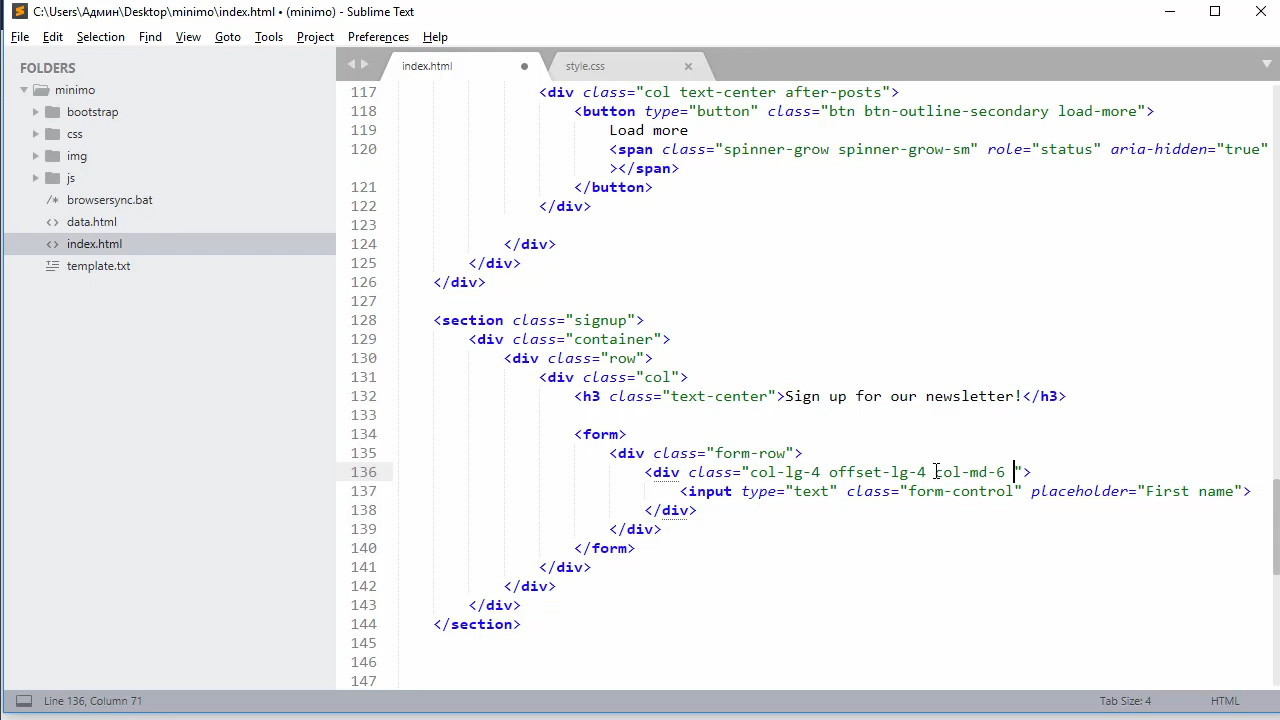 C:\Users\Админ\Desktop\minimo\index.html • (minimo) - Sublime Text
File Edit Selection Find View Goto Tools Project Preferences Help
FOLDERS
minimo
bootstrap
css
img
js
/* browsersync.bat
<> data.html
<> index.html
template.txt
index.html style.css
117 <div class="col text-center after-posts">
118 <button type="button" class="btn btn-outline-secondary load-more">
119 Load more
120 <span class="spinner-grow spinner-grow-sm" role="status" aria-hidden="true"
></span>
121 </button>
122 </div>
123
124 </div>
125 </div>
126 </div>
127
128 <section class="signup">
129 <div class="container">
130 <div class="row">
131 <div class="col">
132 <h3 class="text-center">Sign up for our newsletter!</h3>
133
134 <form>
135 <div class="form-row">
136 <div class="col-lg-4 offset-lg-4 col-md-6 ">
137 <input type="text" class="form-control" placeholder="First name">
138 </div>
139 </div>
140 </form>
141 </div>
142 </div>
143 </div>
144 </section>
145
146
147
Line 136, Column 71 Tab Size: 4 HTML